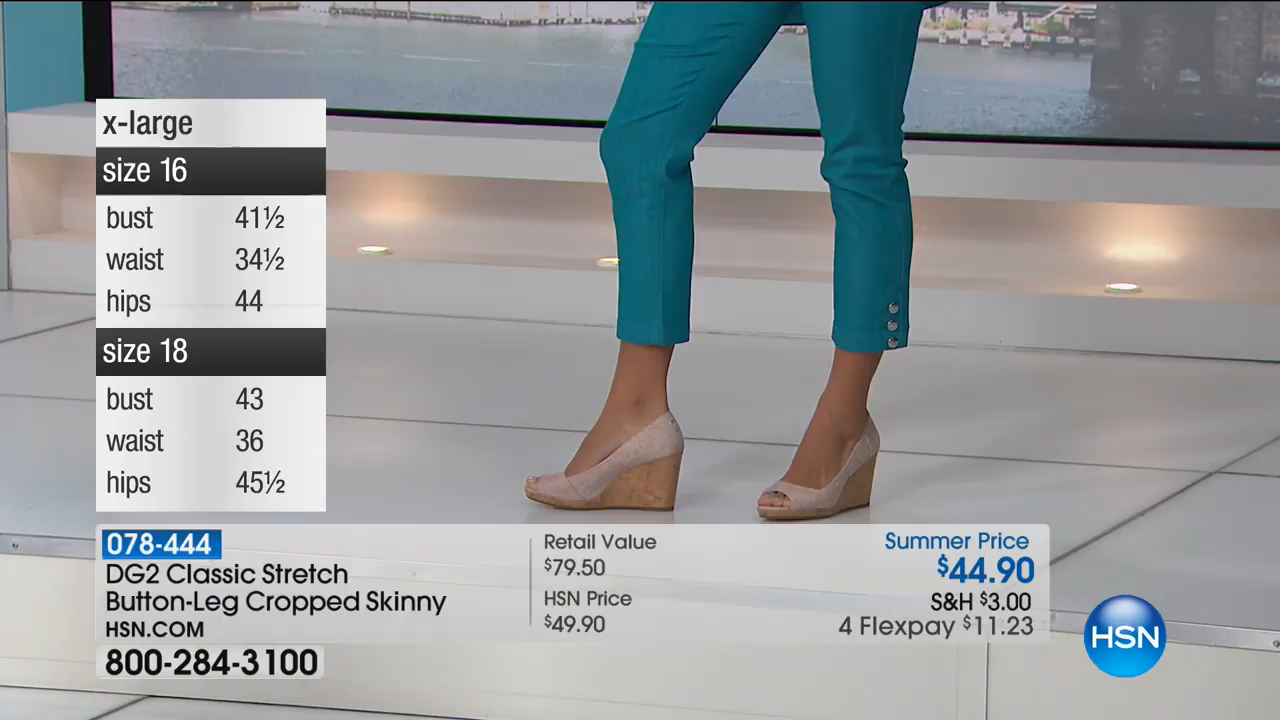 x-large
size 16
bust 41½
waist 34½
hips 44
size 18
bust 43
waist 36
hips 45½
078-444
DG2 Classic Stretch
Button-Leg Cropped Skinny
HSN.COM
800-284-3100
Retail Value
$79.50
HSN Price
$49.90
Summer Price
$44.90
S&H $3.00
4 Flexpay $11.23
HSN